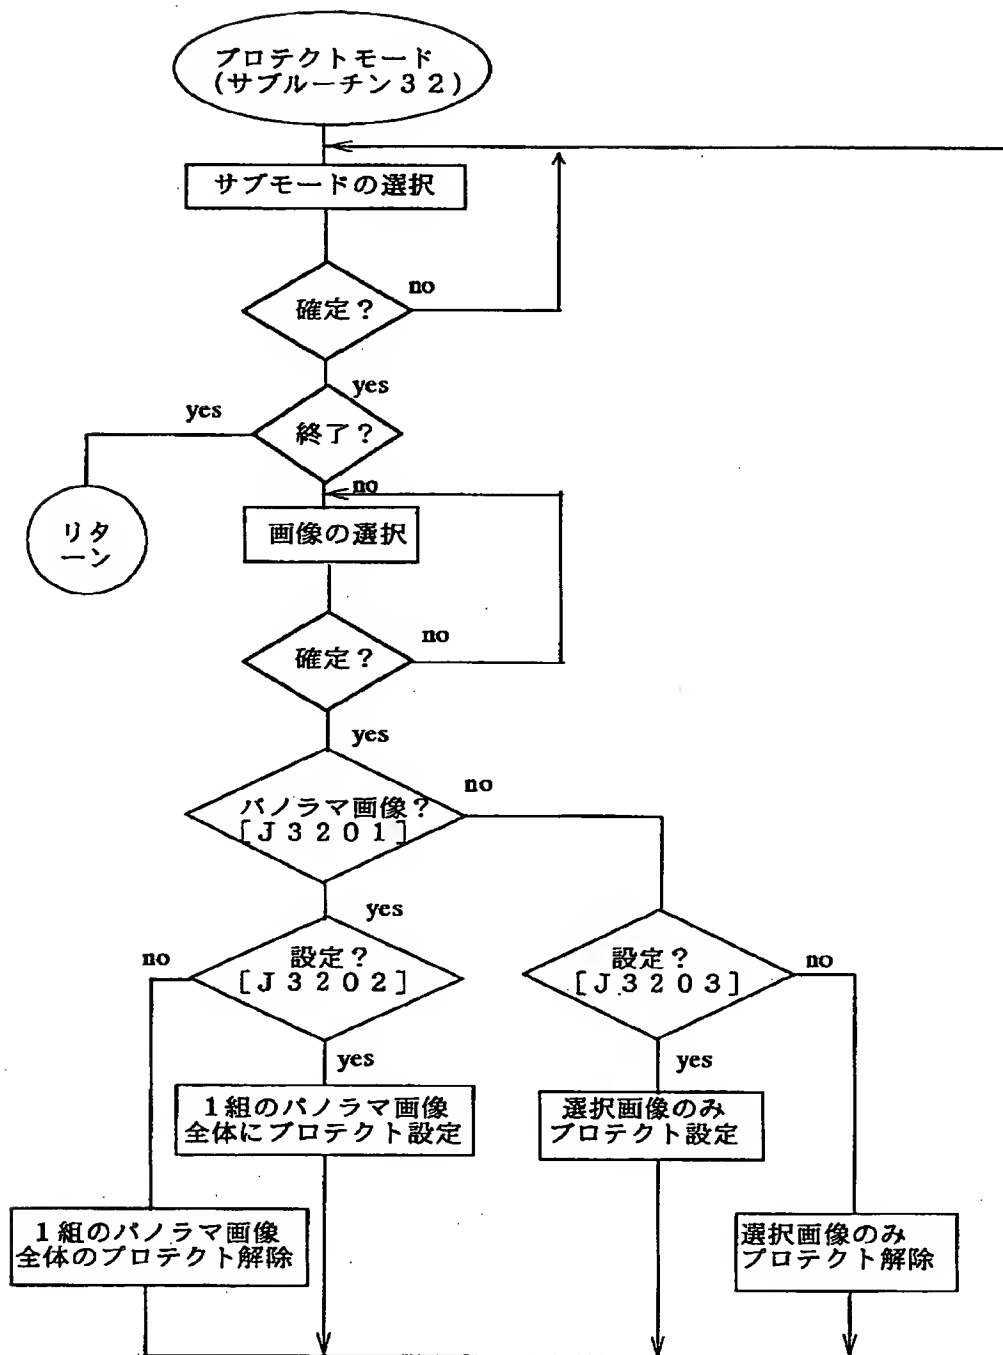 プロテクトモード
(サブルーチン32)
サブモードの選択
確定?
no
yes
終了?
yes
no
リタ
ーン
画像の選択
確定?
no
yes
パノラマ画像?
[J3201]
no
yes
設定?
[J3202]
no
yes
設定?
[J3203]
no
yes
1組のパノラマ画像
全体にプロテクト設定
選択画像のみ
プロテクト設定
1組のパノラマ画像
全体のプロテクト解除
選択画像のみ
プロテクト解除